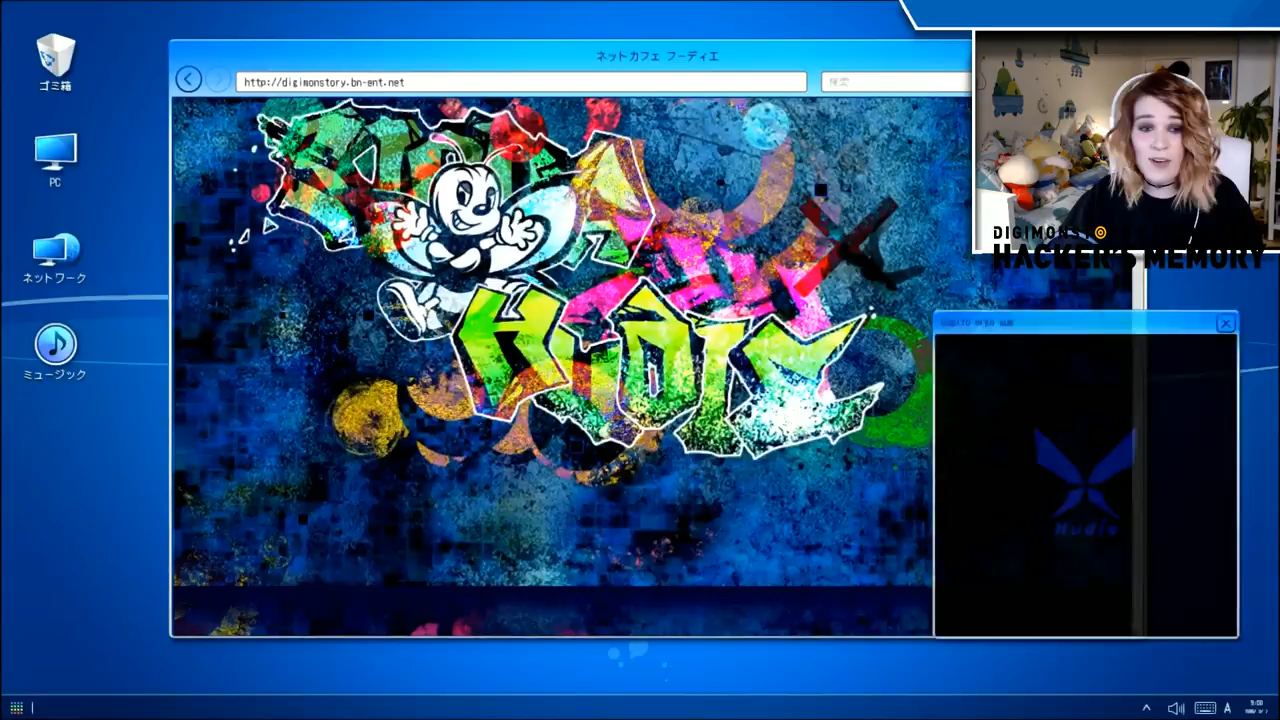 ゴミ箱
PC
ネットワーク
ミュージック
ネットカフェ フーディエ
http://digimonstory.bn-ent.net
検索
HUDIE
DIGIMON STORY
HACKER'S MEMORY
Hudie
A